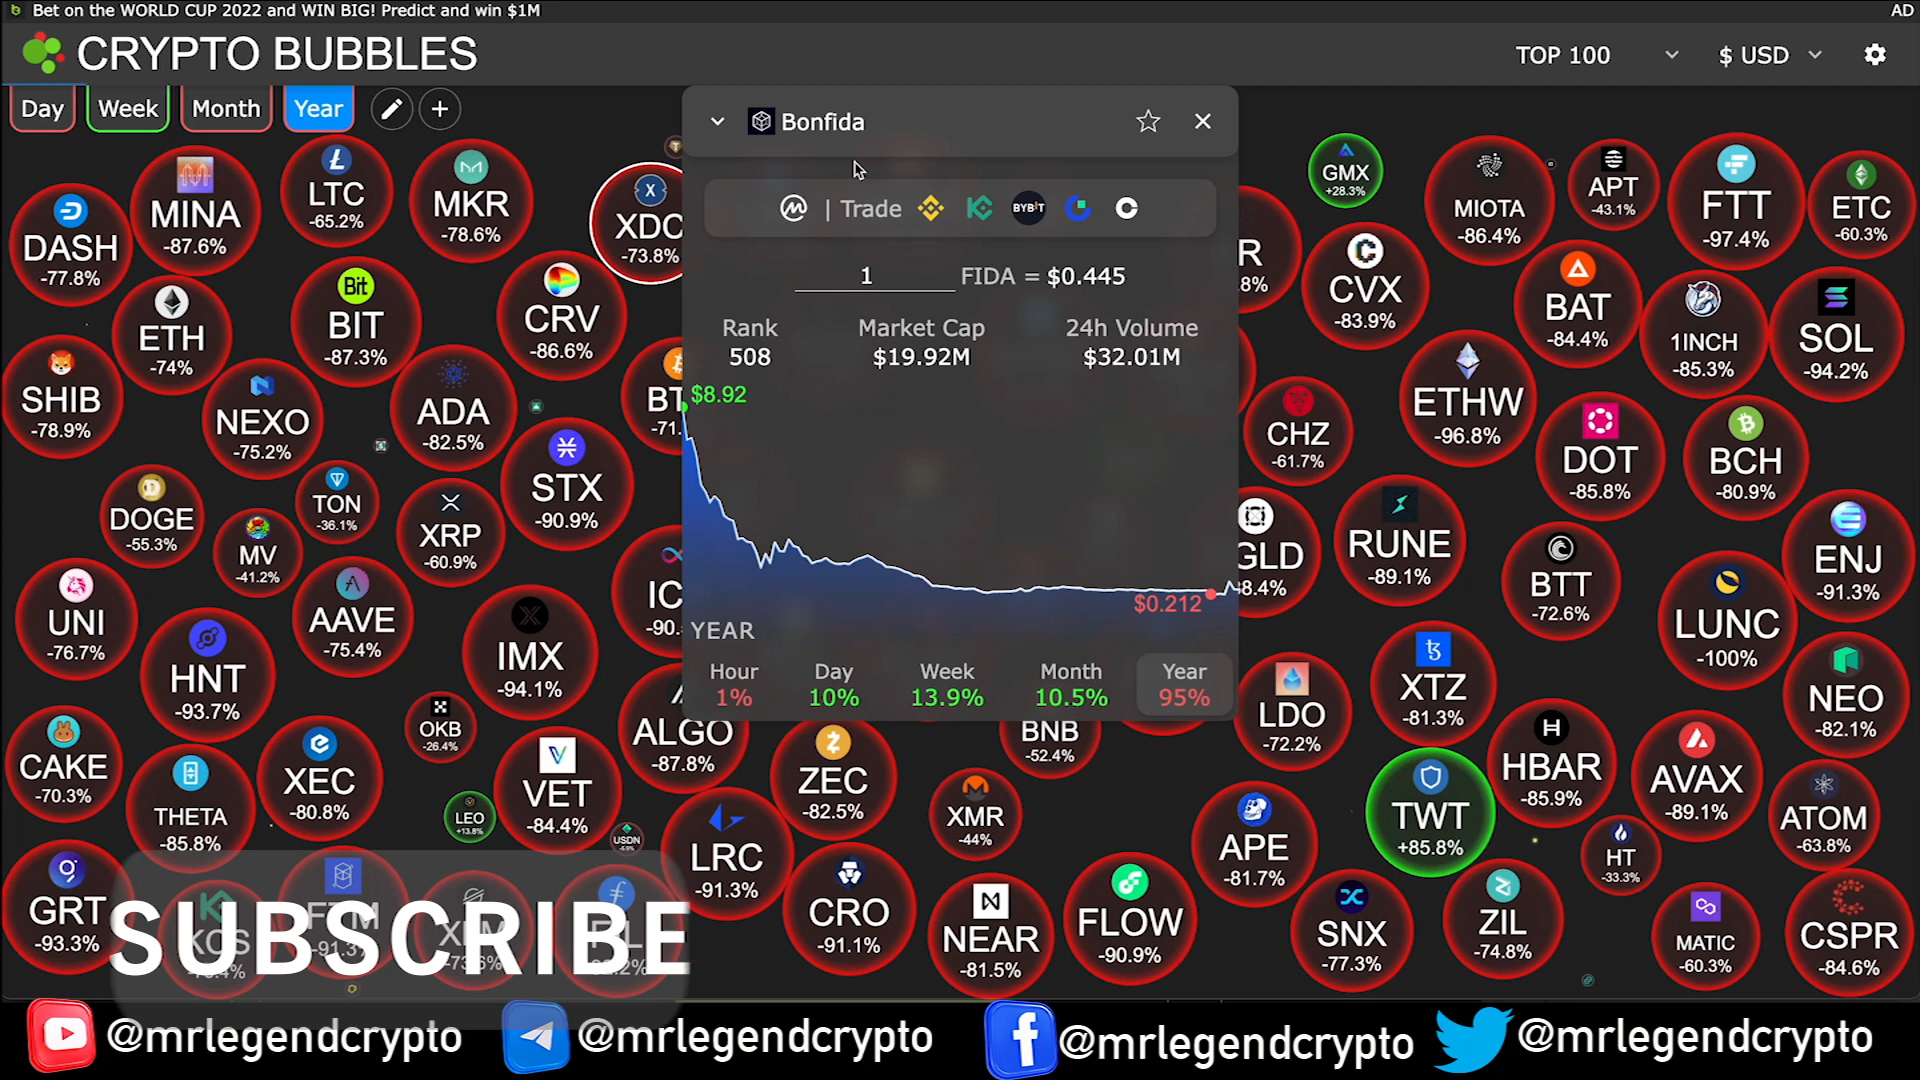 Bet on the WORLD CUP 2022 and WIN BIG! Predict and win $1M
AD
CRYPTO BUBBLES
TOP 100
$ USD
Day
Week
Month
Year
Bonfida
| Trade
BYBIT
1 FIDA = $0.445
Rank
508
Market Cap
$19.92M
24h Volume
$32.01M
$8.92
$0.212
YEAR
Hour
1%
Day
10%
Week
13.9%
Month
10.5%
Year
95%
DASH
-77.8%
MINA
-87.6%
LTC
-65.2%
MKR
-78.6%
XDC
-73.8%
GMX
+28.3%
MIOTA
-86.4%
APT
-43.1%
FTT
-97.4%
ETC
-60.3%
ETH
-74%
Bit
BIT
-87.3%
CRV
-86.6%
CVX
-83.9%
BAT
-84.4%
1INCH
-85.3%
SOL
-94.2%
SHIB
-78.9%
NEXO
-75.2%
ADA
-82.5%
CHZ
-61.7%
ETHW
-96.8%
DOT
-85.8%
BCH
-80.9%
DOGE
-55.3%
TON
-36.1%
MV
-41.2%
XRP
-60.9%
STX
-90.9%
RUNE
-89.1%
BTT
-72.6%
ENJ
-91.3%
UNI
-76.7%
HNT
-93.7%
AAVE
-75.4%
IMX
-94.1%
LUNC
-100%
XTZ
-81.3%
LDO
-72.2%
NEO
-82.1%
CAKE
-70.3%
THETA
-85.8%
XEC
-80.8%
OKB
-26.4%
LEO
+13.8%
VET
-84.4%
USDN
ALGO
-87.8%
ZEC
-82.5%
BNB
-52.4%
XMR
-44%
TWT
+85.8%
HBAR
-85.9%
AVAX
-89.1%
ATOM
-63.8%
HT
-33.3%
APE
-81.7%
LRC
-91.3%
CRO
-91.1%
NEAR
-81.5%
FLOW
-90.9%
SNX
-77.3%
ZIL
-74.8%
MATIC
-60.3%
CSPR
-84.6%
GRT
-93.3%
SUBSCRIBE
@mrlegendcrypto
@mrlegendcrypto
@mrlegendcrypto
@mrlegendcrypto